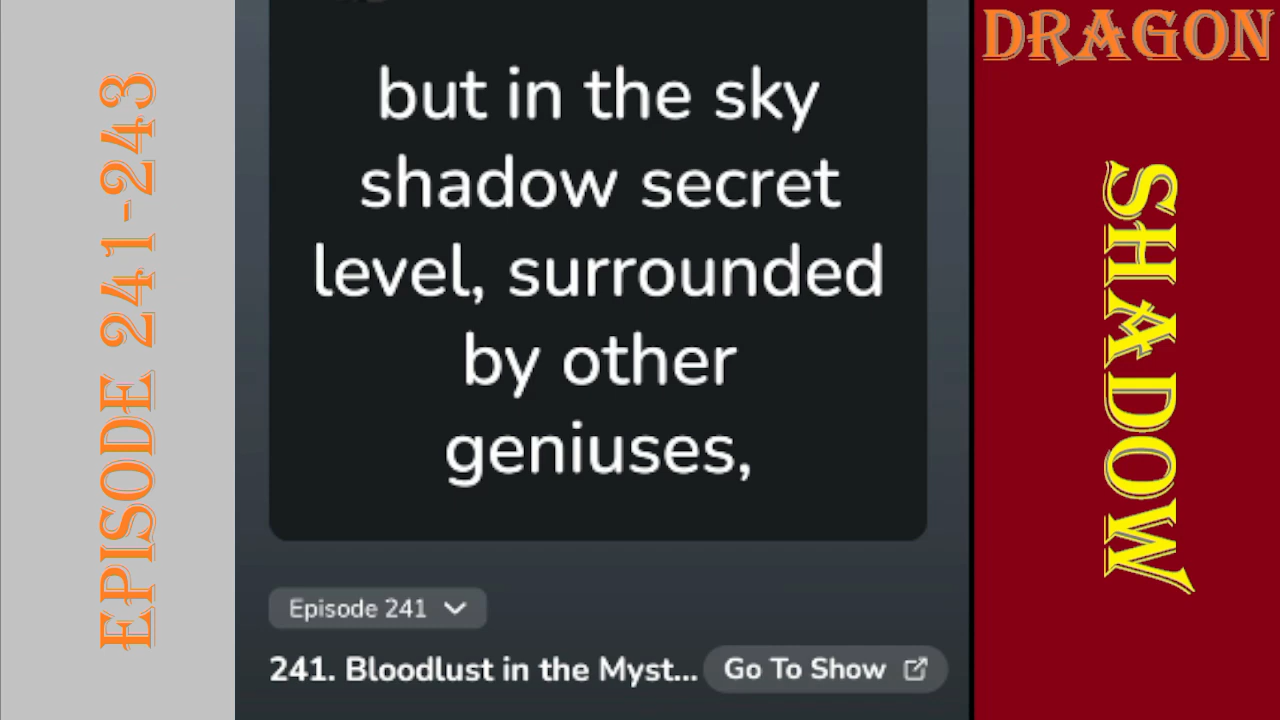 EPISODE 241-243
but in the sky
shadow secret
level, surrounded
by other
geniuses,
Episode 241
241. Bloodlust in the Myst...
Go To Show
DRAGON
SHADOW